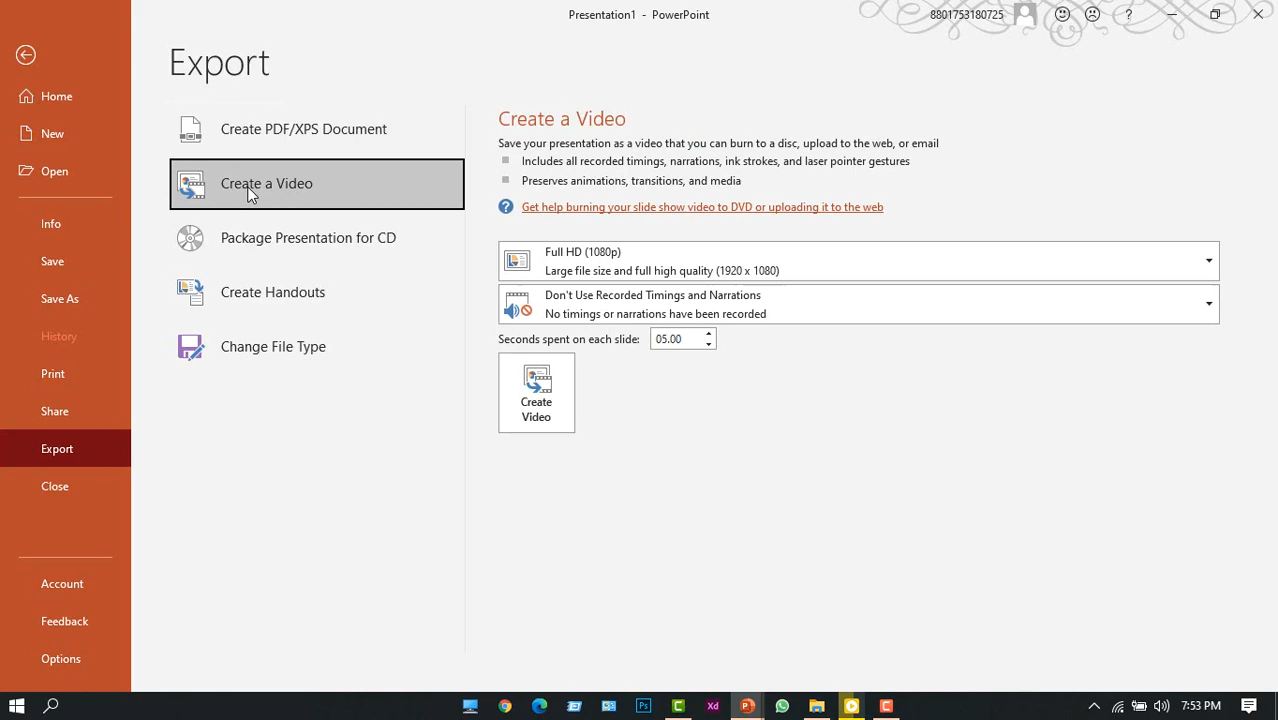 Presentation1 - PowerPoint
8801753180725
?
Export
Home
New
Open
Info
Save
Save As
History
Print
Share
Export
Close
Account
Feedback
Options
Create PDF/XPS Document
Create a Video
Package Presentation for CD
Create Handouts
Change File Type
Create a Video
Save your presentation as a video that you can burn to a disc, upload to the web, or email
Includes all recorded timings, narrations, ink strokes, and laser pointer gestures
Preserves animations, transitions, and media
Get help burning your slide show video to DVD or uploading it to the web
Full HD (1080p)
Large file size and full high quality (1920 x 1080)
Don't Use Recorded Timings and Narrations
No timings or narrations have been recorded
Seconds spent on each slide: 05.00
Create
Video
Ps
Xd
7:53 PM